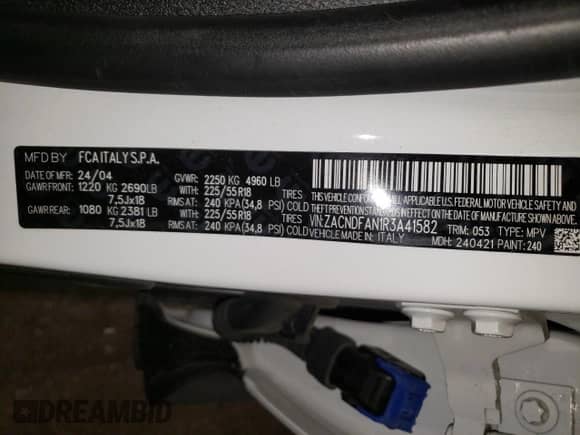 MFD BY FCA ITALY S.P.A.
DATE OF MFR: 24/04 GVWR: 2250 KG 4960 LB
GAWR FRONT: 1220 KG 2690LB WITH: 225/55R18 TIRES
7,5Jx18 RIMS AT: 240 KPA(34,8 PSI) COLD
GAWR REAR: 1080 KG 2381 LB WITH: 225/55R18 TIRES
7,5Jx18 RIMS AT: 240 KPA(34,8 PSI) COLD
THIS VEHICLE CONFORMS TO ALL APPLICABLE U.S. FEDERAL MOTOR VEHICLE SAFETY AND
THEFT PREVENTION STANDARDS IN EFFECT ON THE DATE OF MANUFACTURE SHOWN ABOVE.
VIN: ZACNDFAN1R3A41582 TRIM: 053 TYPE: MPV
VEHICLE MADE IN: ITALY MDH: 240421 PAINT: 240
DREAMBID